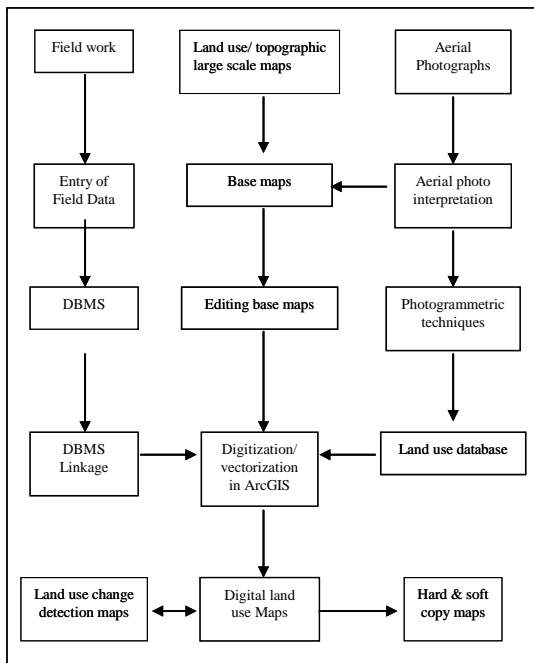 Field work
Land use/ topographic
large scale maps
Aerial
Photographs
Entry of
Field Data
Base maps
Aerial photo
interpretation
DBMS
Editing base maps
Photogrammetric
techniques
DBMS
Linkage
Digitization/
vectorization
in ArcGIS
Land use database
Land use change
detection maps
Digital land
use Maps
Hard & soft
copy maps